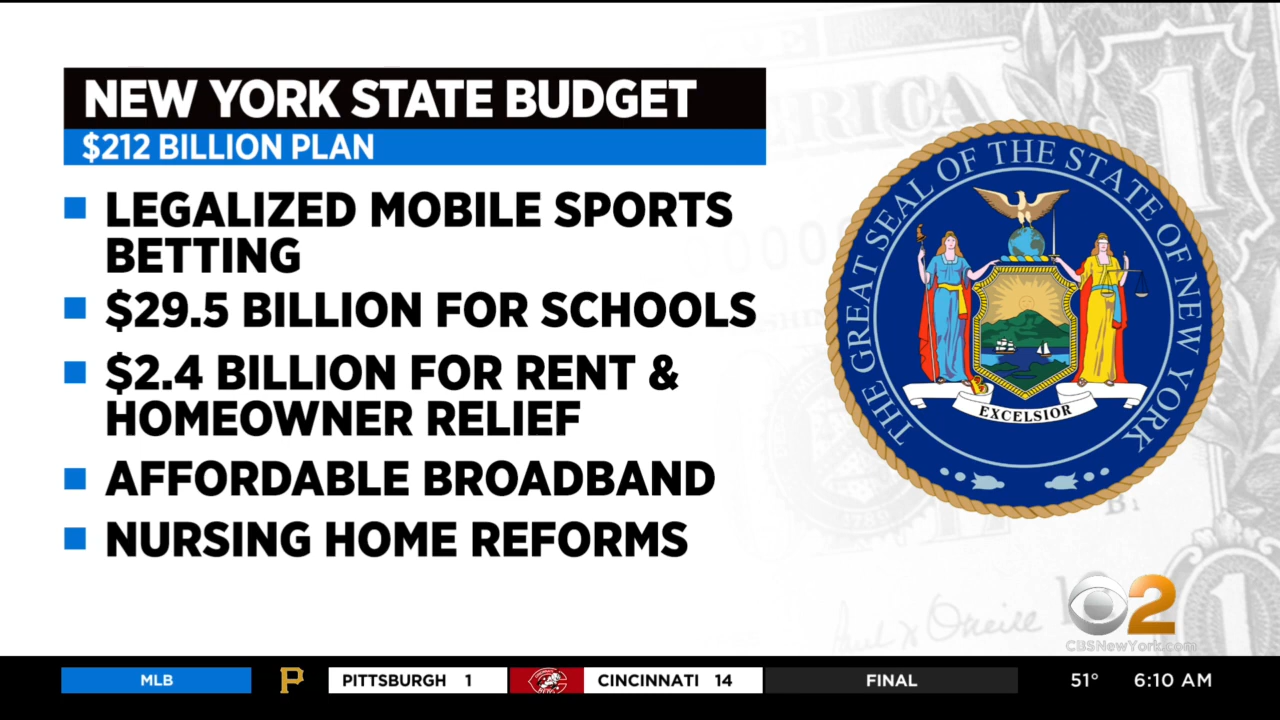 NEW YORK STATE BUDGET
$212 BILLION PLAN
LEGALIZED MOBILE SPORTS
BETTING
$29.5 BILLION FOR SCHOOLS
$2.4 BILLION FOR RENT &
HOMEOWNER RELIEF
AFFORDABLE BROADBAND
NURSING HOME REFORMS
THE GREAT SEAL OF THE STATE OF NEW YORK
EXCELSIOR
2
CBSNewYork.com
MLB P PITTSBURGH 1 CINCINNATI 14 FINAL 51° 6:10 AM